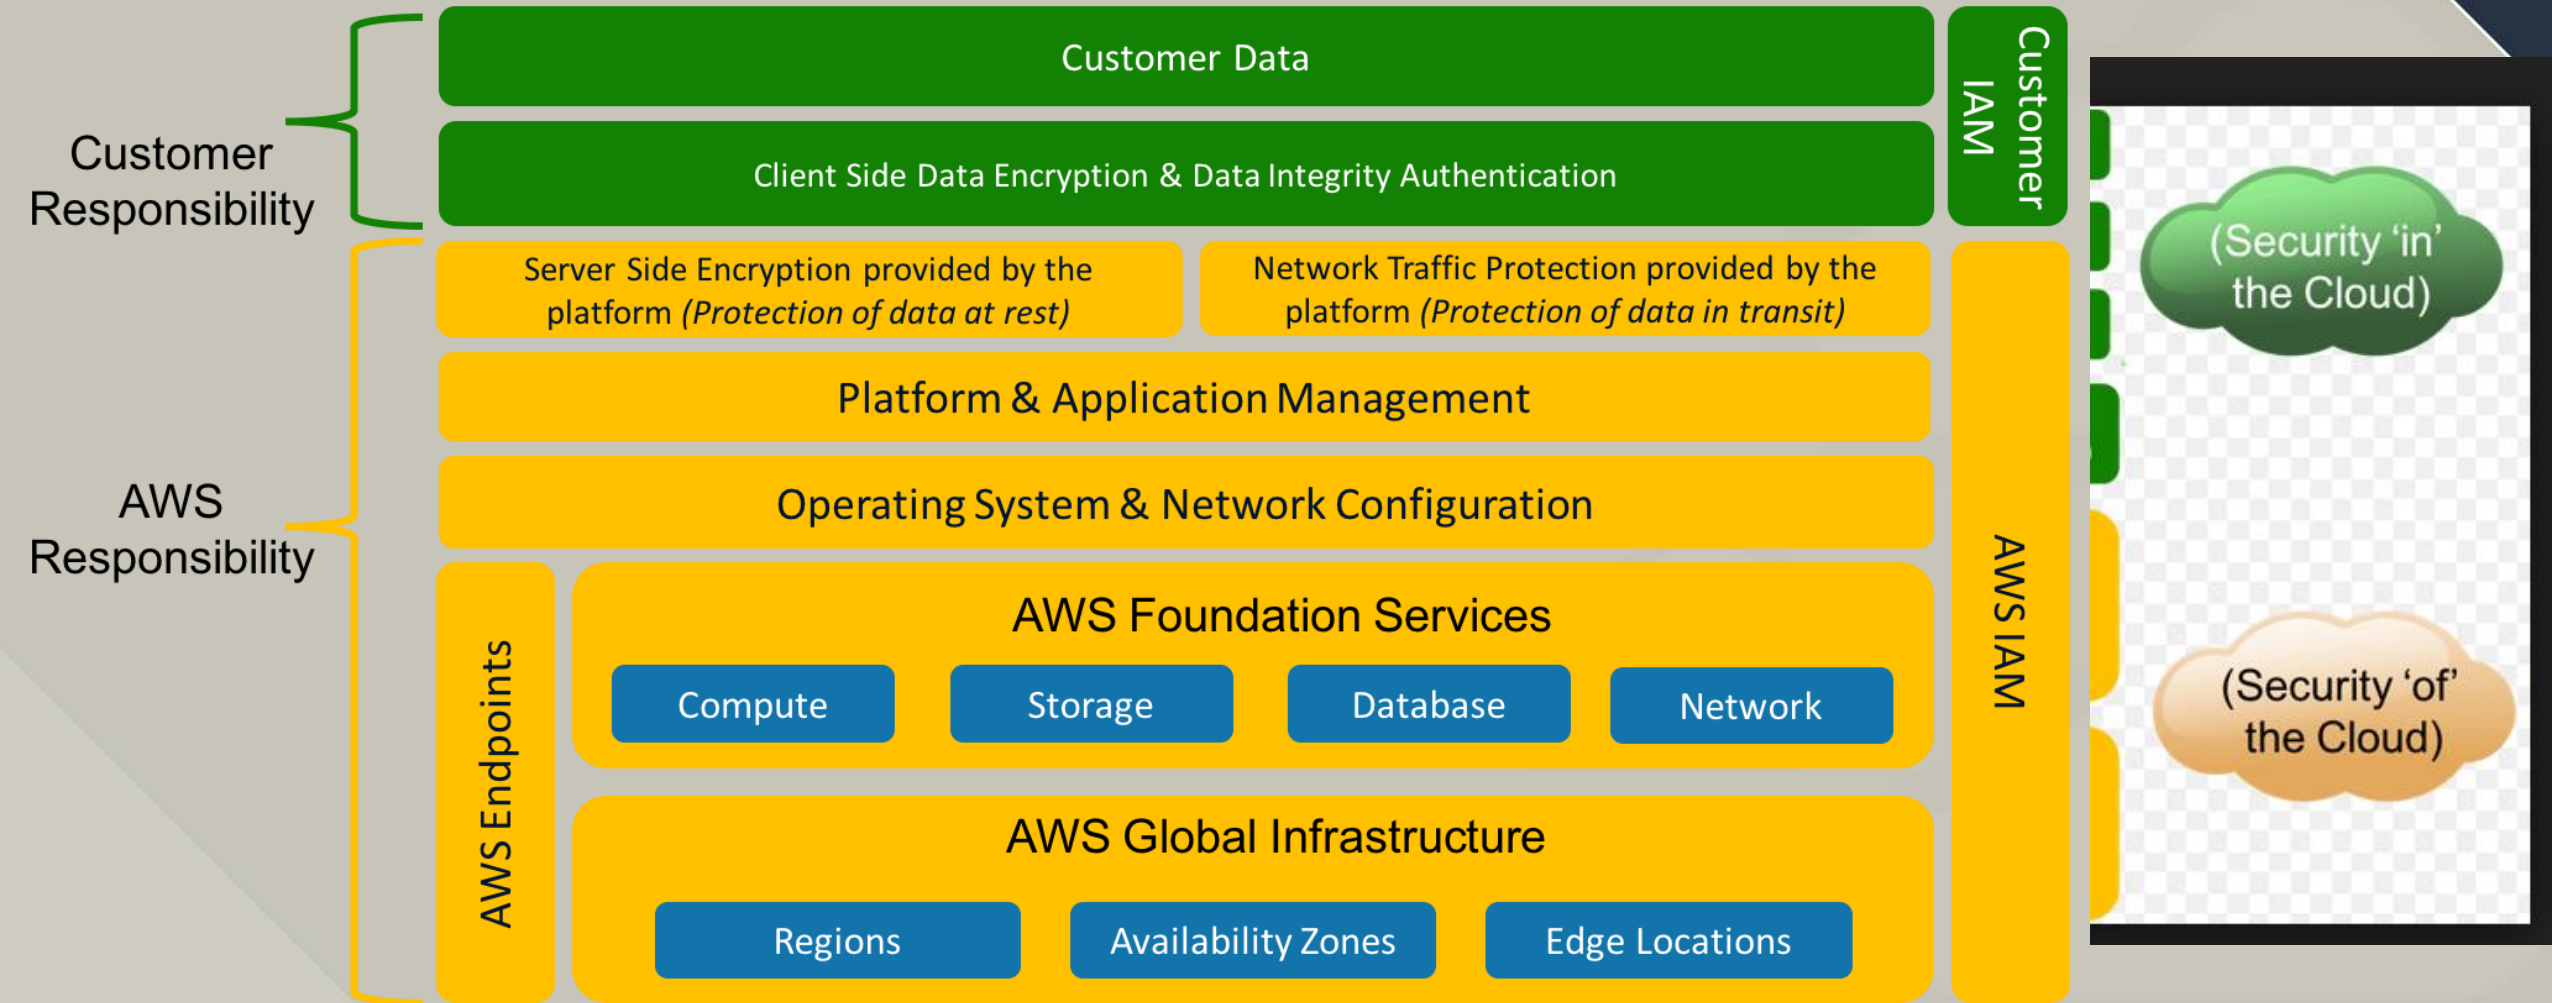 Customer Data
Customer
IAM
Customer
Responsibility
Client Side Data Encryption & Data Integrity Authentication
(Security ‘in’
the Cloud)
Server Side Encryption provided by the
platform (Protection of data at rest)
Network Traffic Protection provided by the
platform (Protection of data in transit)
Platform & Application Management
AWS
Responsibility
Operating System & Network Configuration
AWS IAM
AWS Endpoints
AWS Foundation Services
Compute
Storage
Database
Network
(Security ‘of’
the Cloud)
AWS Global Infrastructure
Regions
Availability Zones
Edge Locations